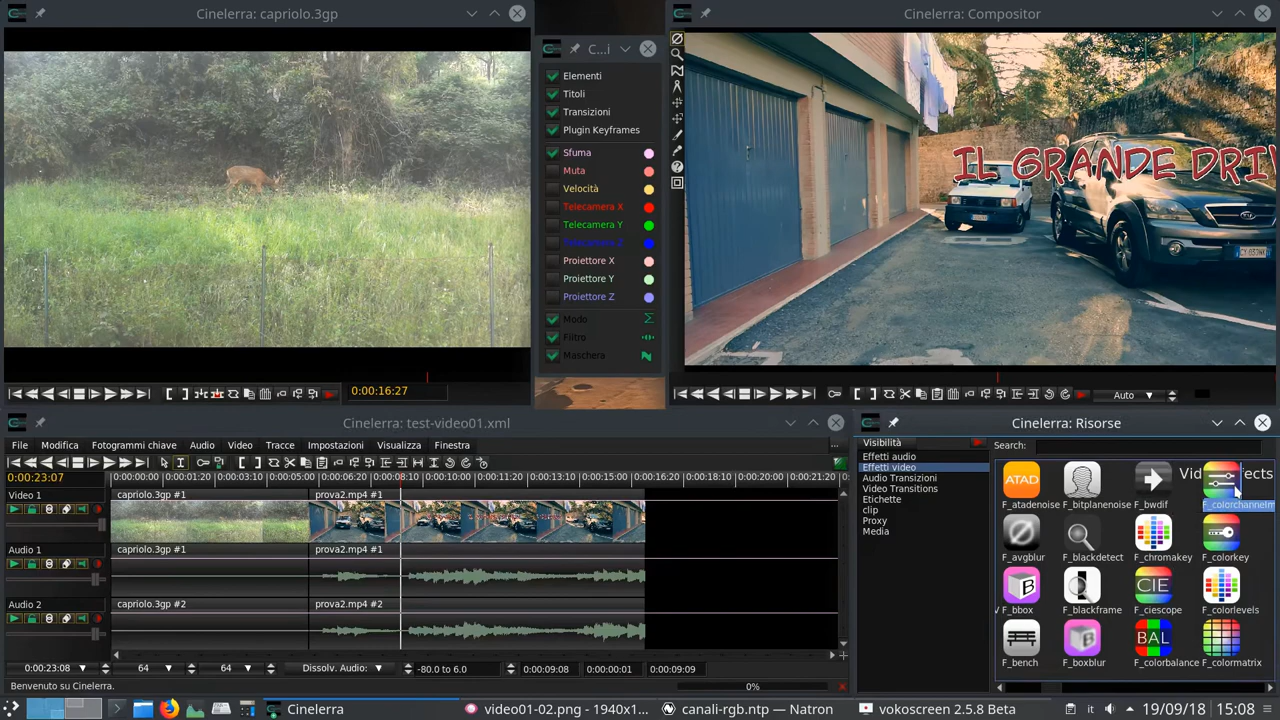 Cinelerra: capriolo.3gp
C...i
Cinelerra: Compositor
Elementi
Titoli
Transizioni
Plugin Keyframes
Sfuma
Muta
Velocità
Telecamera X
Telecamera Y
Telecamera Z
Proiettore X
Proiettore Y
Proiettore Z
Modo
Filtro
Maschera
IL GRANDE DRIV
KIA
0:00:16:27
Auto
Cinelerra: test-video01.xml
File Modifica Fotogrammi chiave Audio Video Tracce Impostazioni Visualizza Finestra ...
0:00:23:07
0:00:00:00 0:00:01:20 0:00:03:10 0:00:05:00 0:00:06:20 0:00:08:10 0:00:10:00 0:00:11:20 0:00:13:10 0:00:15:00 0:00:16:20 0:00:18:10 0:00:20:00 0:00:21:20 0:
Video 1
capriolo.3gp #1
prova2.mp4 #1
Audio 1
capriolo.3gp #1
prova2.mp4 #1
Audio 2
capriolo.3gp #2
prova2.mp4 #2
0:00:23:08 64 64 Dissolv. Audio: -80.0 to 6.0 0:00:09:08 0:00:00:01 0:00:09:09
Benvenuto su Cinelerra.
0%
Cinelerra: Risorse
Visibilità
Search:
Effetti audio
Effetti video
Audio Transizioni
Video Transitions
Etichette
clip
Proxy
Media
ATAD
F_atadenoise
F_bitplanenoise
F_bwdif
F_colorchannelm
F_avgblur
F_blackdetect
F_chromakey
F_colorkey
B
F_bbox
F_blackframe
CIE
F_ciescope
F_colorlevels
F_bench
B
F_boxblur
BAL
F_colorbalance
F_colormatrix
Cinelerra
video01-02.png - 1940x1...
canali-rgb.ntp — Natron
vokoscreen 2.5.8 Beta
it
19/09/18
15:08